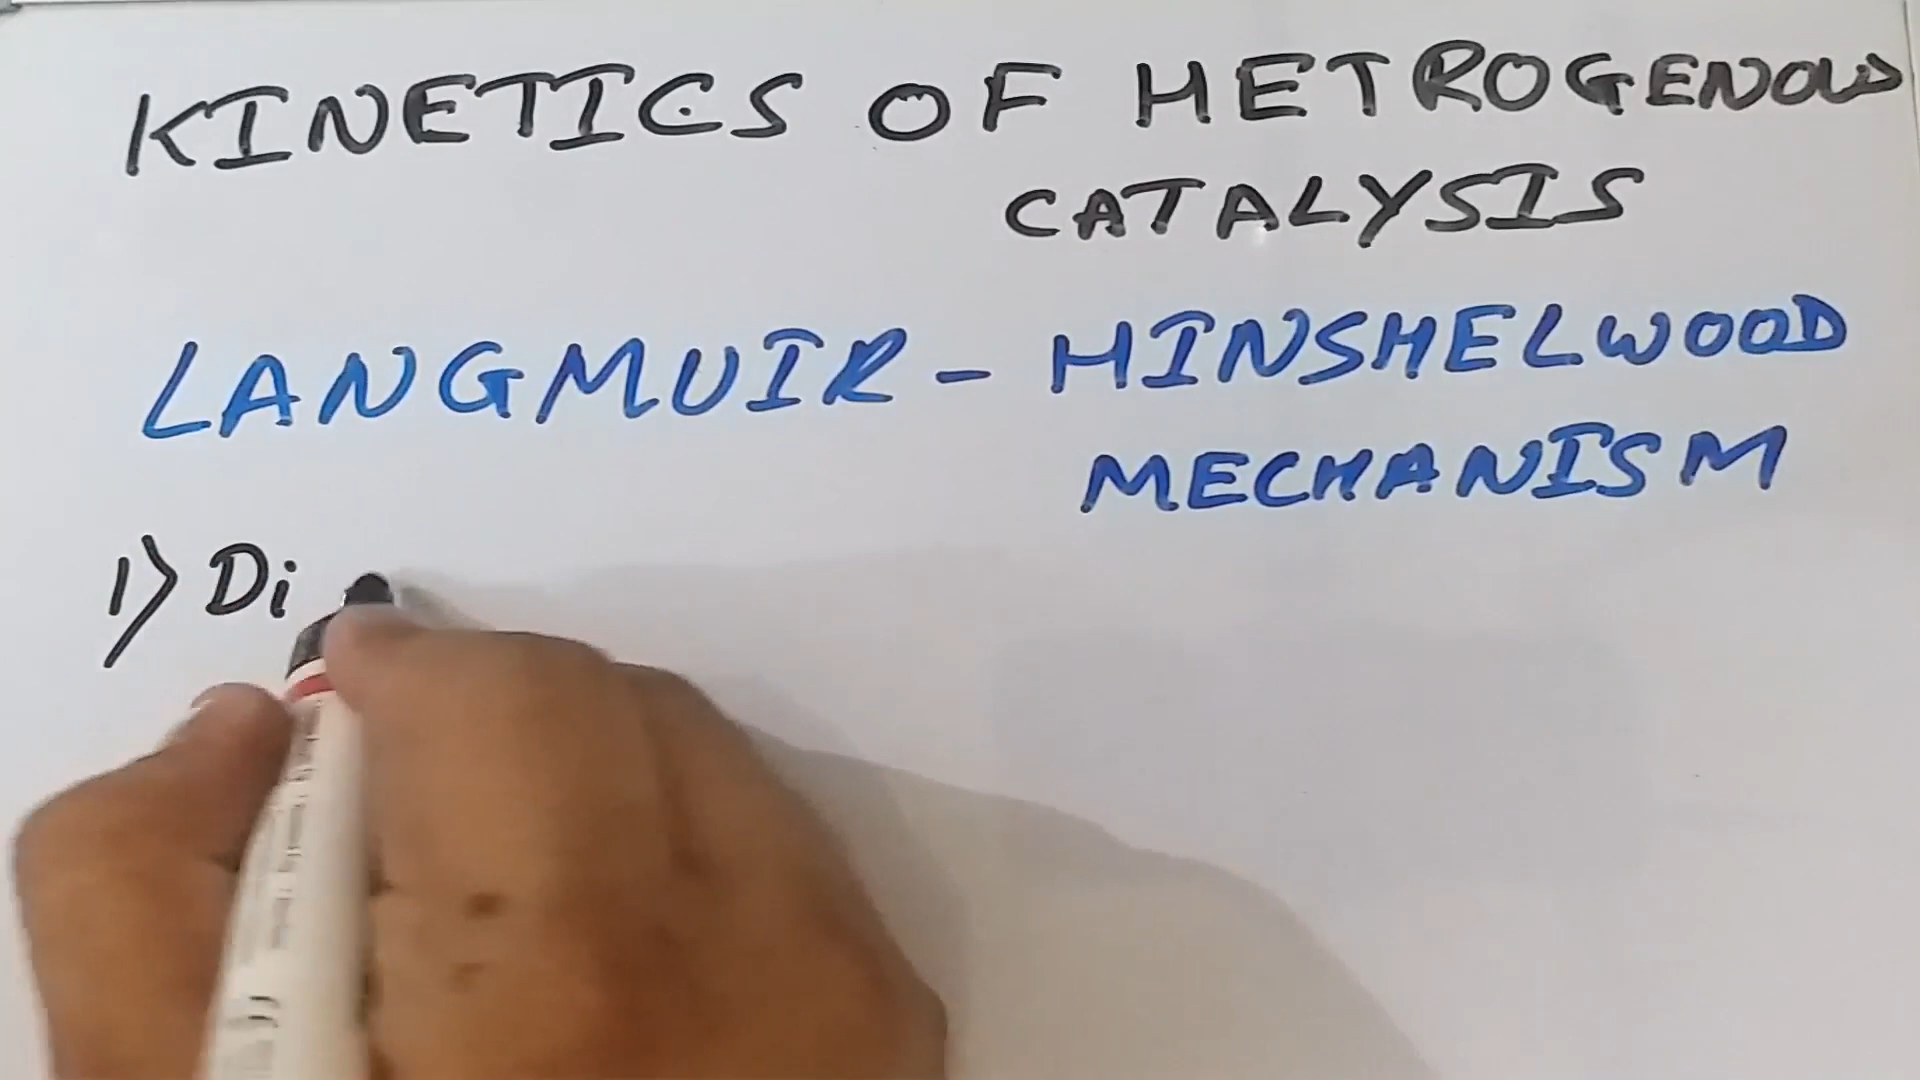 KINETICS OF HETROGENOUS
CATALYSIS
LANGMUIR - HINSHELWOOD
MECHANISM
1) Di